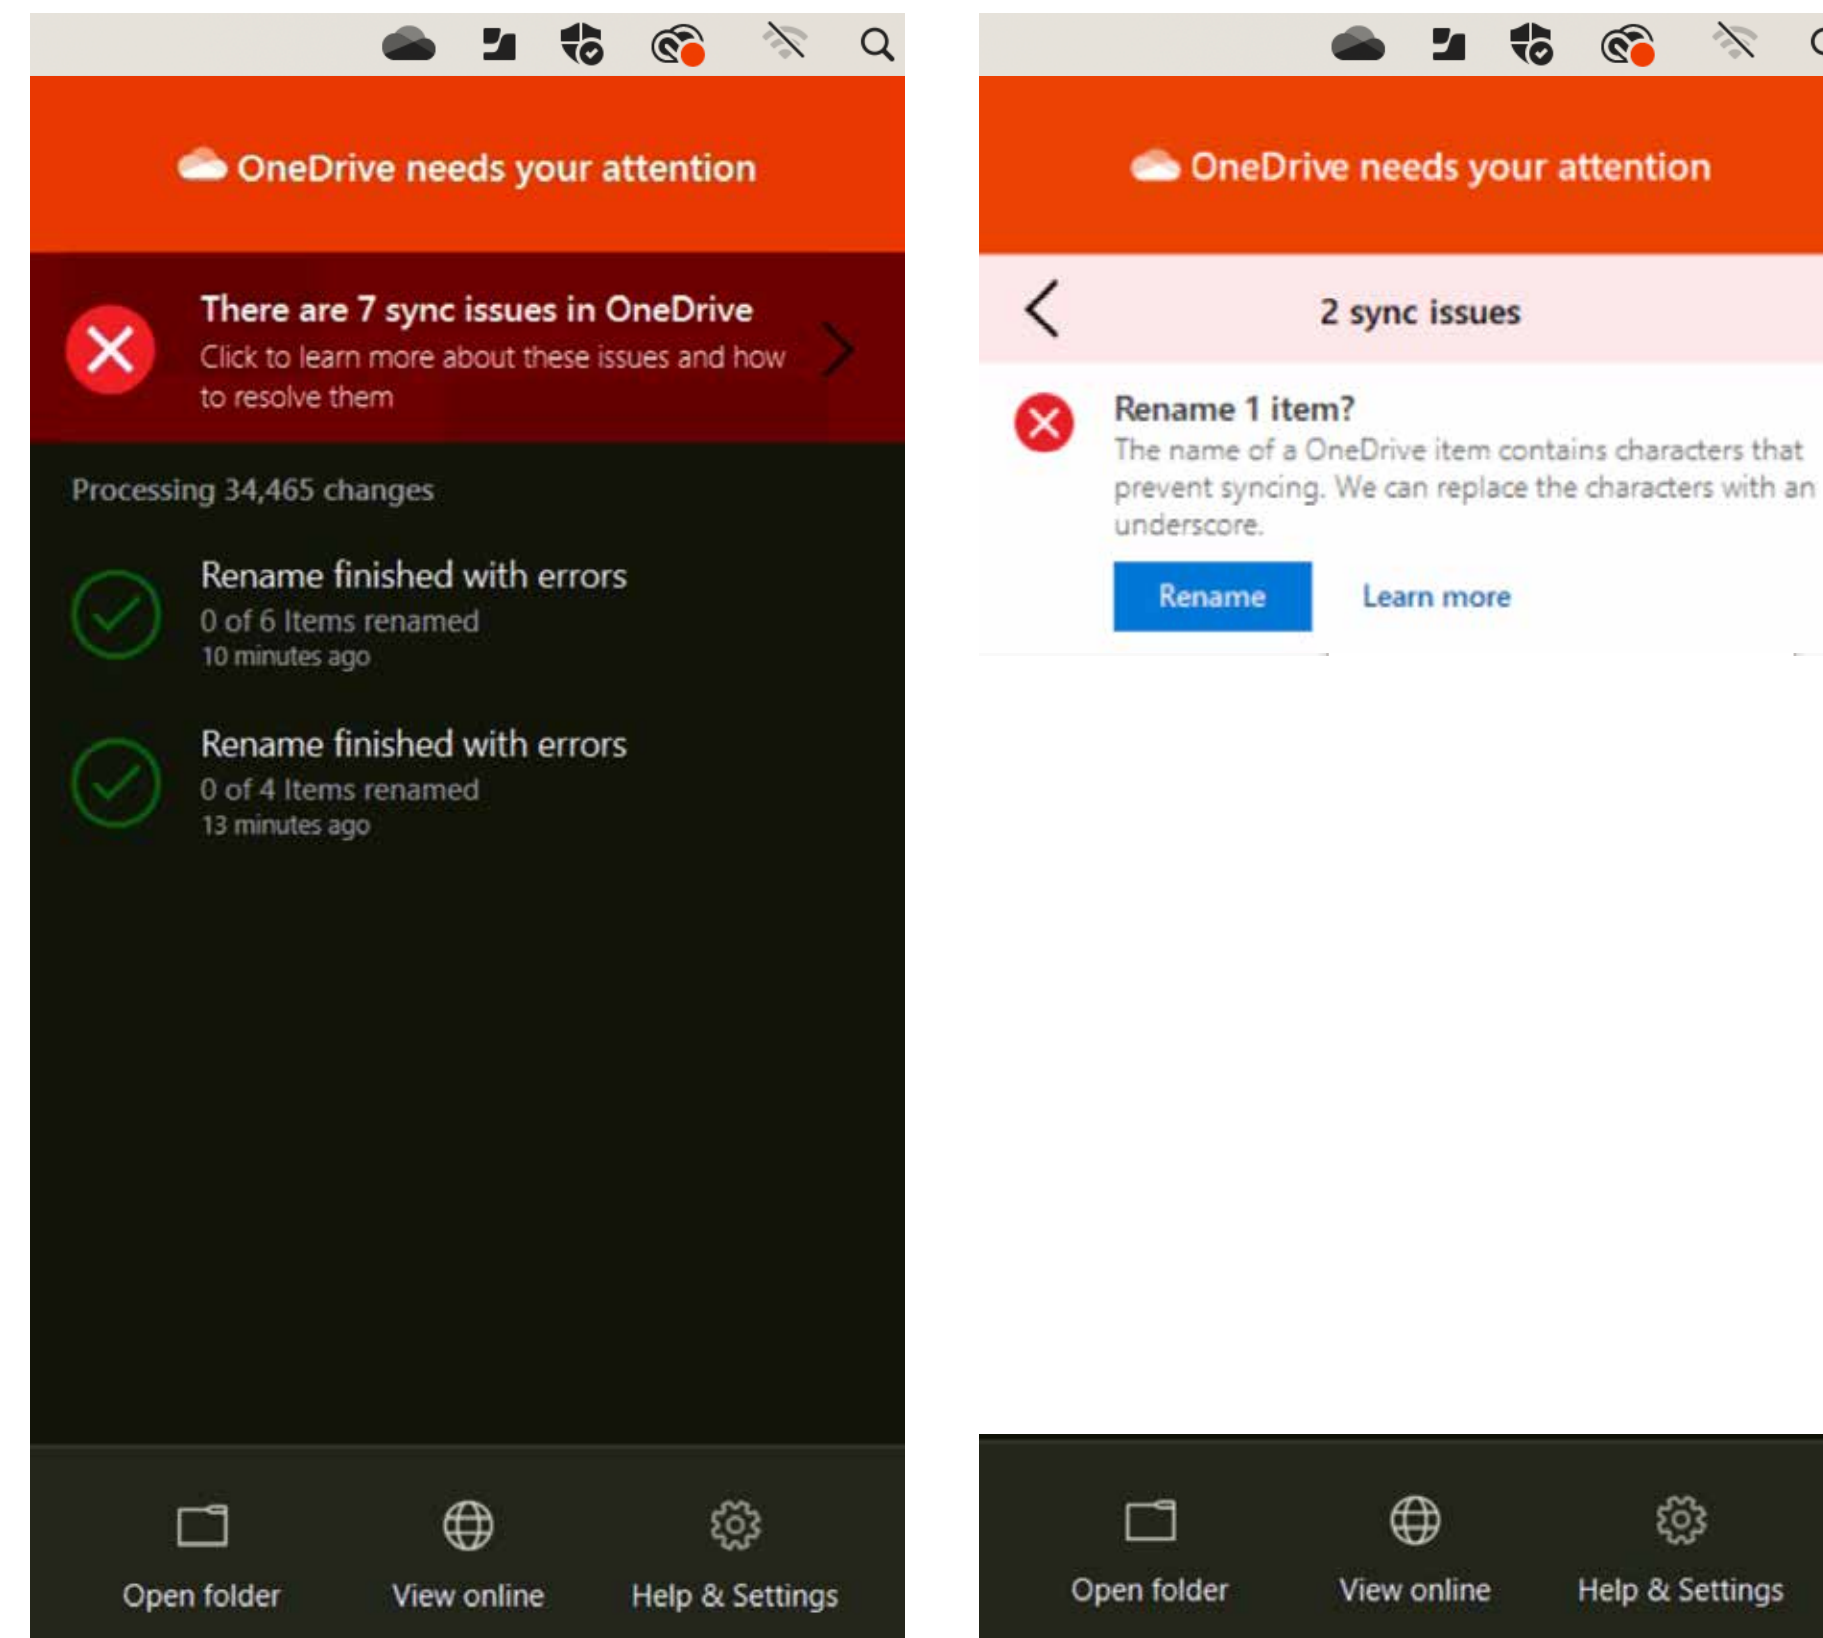 OneDrive needs your attention
There are 7 sync issues in OneDrive
Click to learn more about these issues and how
to resolve them
Processing 34,465 changes
Rename finished with errors
0 of 6 Items renamed
10 minutes ago
Rename finished with errors
0 of 4 Items renamed
13 minutes ago
Open folder
View online
Help & Settings
OneDrive needs your attention
2 sync issues
Rename 1 item?
The name of a OneDrive item contains characters that
prevent syncing. We can replace the characters with an
underscore.
Rename
Learn more
Open folder
View online
Help & Settings